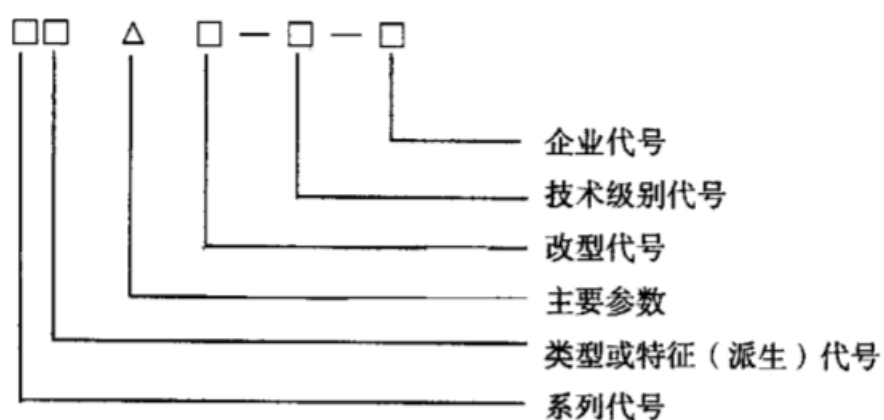 □□ △ □－□－□
企业代号
技术级别代号
改型代号
主要参数
类型或特征（派生）代号
系列代号